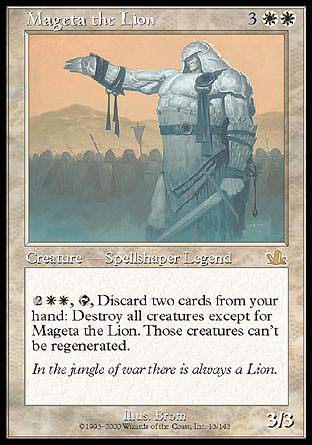 Mageta the Lion 3
Creature — Spellshaper Legend
2, Discard two cards from your
hand: Destroy all creatures except for
Mageta the Lion. Those creatures can't
be regenerated.
In the jungle of war there is always a Lion.
Illus. Brom
©1993-2000 Wizards of the Coast, Inc. 13/143
3/3